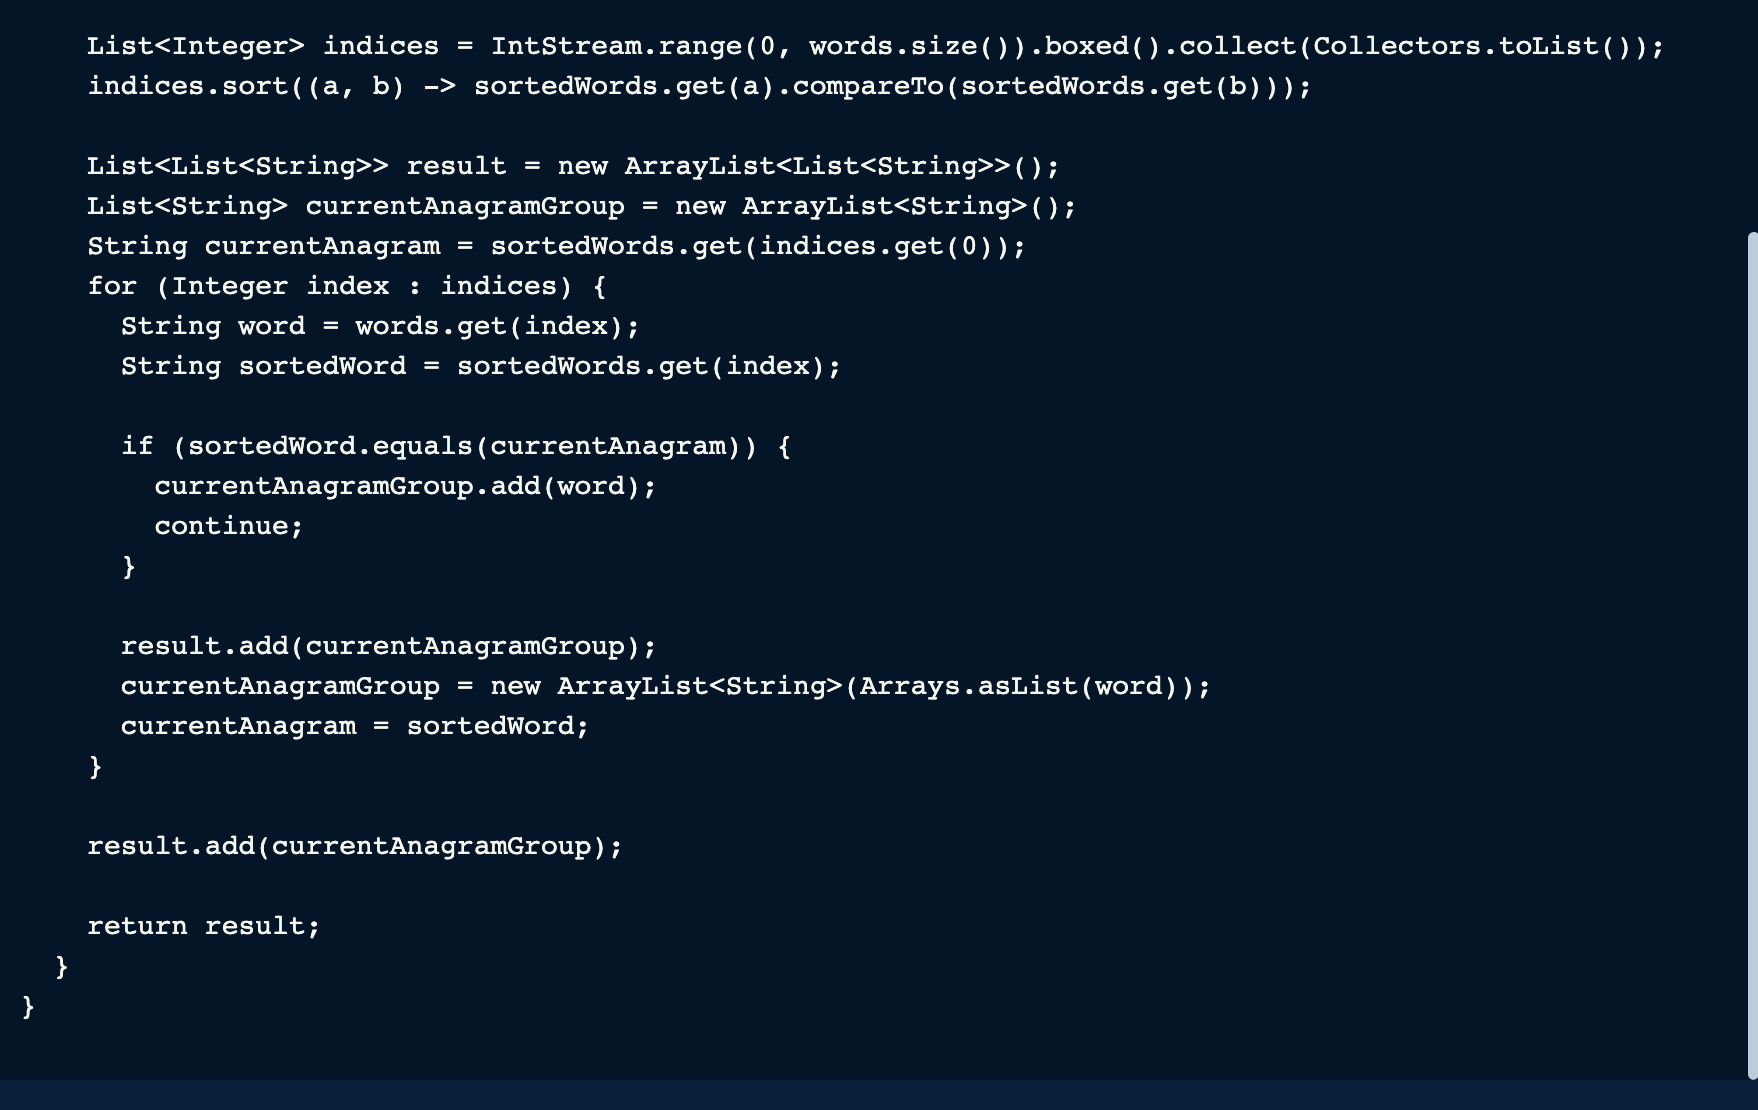 List<Integer> indices = IntStream.range(0, words.size()).boxed().collect(Collectors.toList());
indices.sort((a, b) -> sortedWords.get(a).compareTo(sortedWords.get(b)));
List<List<String>> result = new ArrayList<List<String>>();
List<String> currentAnagramGroup = new ArrayList<String>();
String currentAnagram = sortedWords.get(indices.get(0));
for (Integer index : indices) {
String word = words.get(index);
String sortedWord = sortedWords.get(index);
if (sortedWord.equals(currentAnagram)) {
currentAnagramGroup.add(word);
continue;
}
result.add(currentAnagramGroup);
currentAnagramGroup = new ArrayList<String>(Arrays.asList(word));
currentAnagram = sortedWord;
}
result.add(currentAnagramGroup);
return result;
}
}